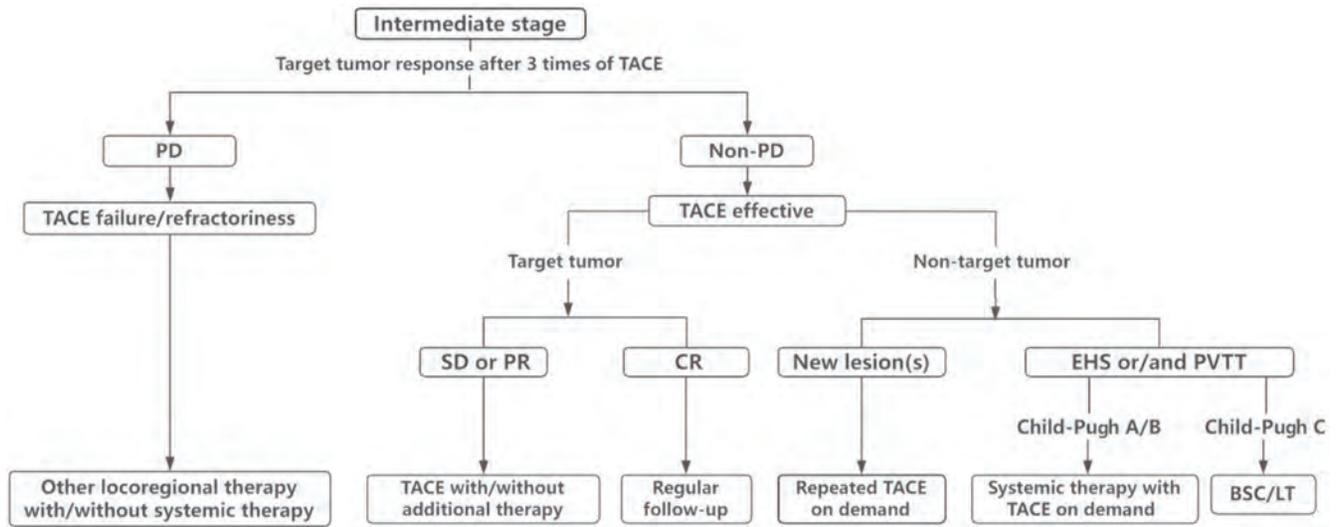 Intermediate stage
Target tumor response after 3 times of TACE
PD
Non-PD
TACE failure/refractoriness
TACE effective
Target tumor
Non-target tumor
SD or PR
CR
New lesion(s)
EHS or/and PVTT
Child-Pugh A/B
Child-Pugh C
Other locoregional therapy
with/without systemic therapy
TACE with/without
additional therapy
Regular
follow-up
Repeated TACE
on demand
Systemic therapy with
TACE on demand
BSC/LT